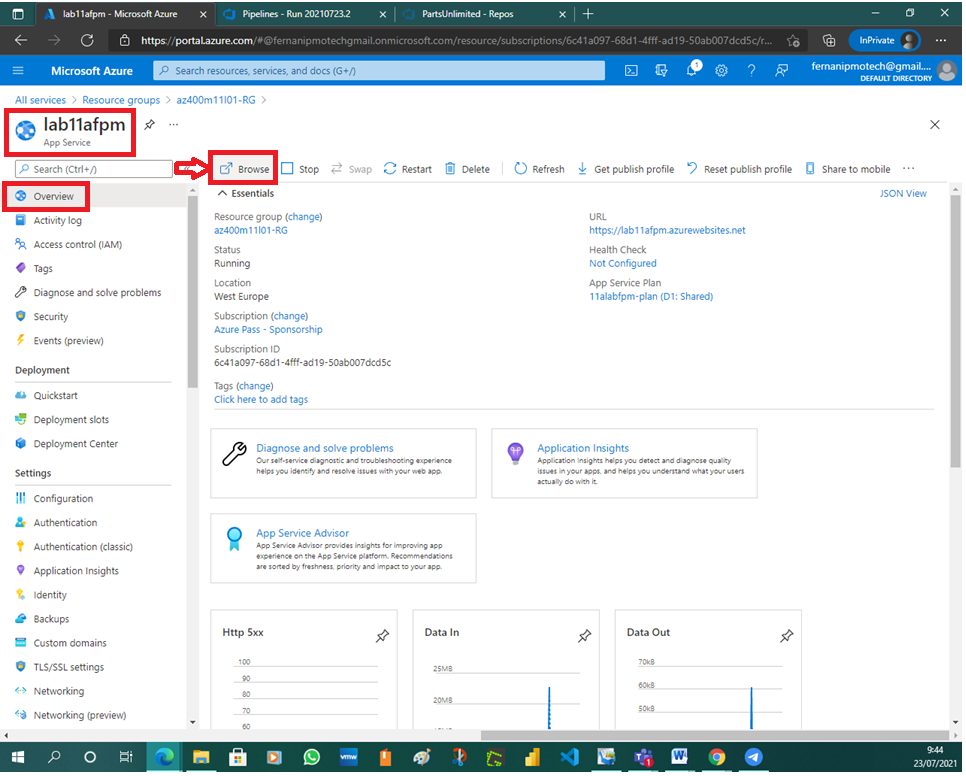 lab11afpm - Microsoft Azure
Pipelines - Run 20210723.2
PartsUnlimited - Repos
https://portal.azure.com/#@fernanipmotechgmail.onmicrosoft.com/resource/subscriptions/6c41a097-68d1-4fff-ad19-50ab007dcd5c/r...
InPrivate
Microsoft Azure
Search resources, services, and docs (G+/)
1
fernanipmotech@gmail....
DEFAULT DIRECTORY
All services > Resource groups > az400m11l01-RG >
lab11afpm
App Service
Search (Ctrl+/)
Browse
Stop
Swap
Restart
Delete
Refresh
Get publish profile
Reset publish profile
Share to mobile
Overview
Activity log
Access control (IAM)
Tags
Diagnose and solve problems
Security
Events (preview)
Deployment
Quickstart
Deployment slots
Deployment Center
Settings
Configuration
Authentication
Authentication (classic)
Application Insights
Identity
Backups
Custom domains
TLS/SSL settings
Networking
Networking (preview)
Essentials
JSON View
Resource group (change)
az400m11l01-RG
Status
Running
Location
West Europe
Subscription (change)
Azure Pass - Sponsorship
Subscription ID
6c41a097-68d1-4fff-ad19-50ab007dcd5c
Tags (change)
Click here to add tags
URL
https://lab11afpm.azurewebsites.net
Health Check
Not Configured
App Service Plan
11alabfpm-plan (D1: Shared)
Diagnose and solve problems
Our self-service diagnostic and troubleshooting experience
helps you identify and resolve issues with your web app.
Application Insights
Application Insights helps you detect and diagnose quality
issues in your apps, and helps you understand what your users
actually do with it.
App Service Advisor
App Service Advisor provides insights for improving app
experience on the App Service platform. Recommendations
are sorted by freshness, priority and impact to your app.
Http 5xx
100
90
80
70
60
Data In
25MB
20MB
Data Out
70kB
60kB
50kB
vmw
1
9:44
23/07/2021